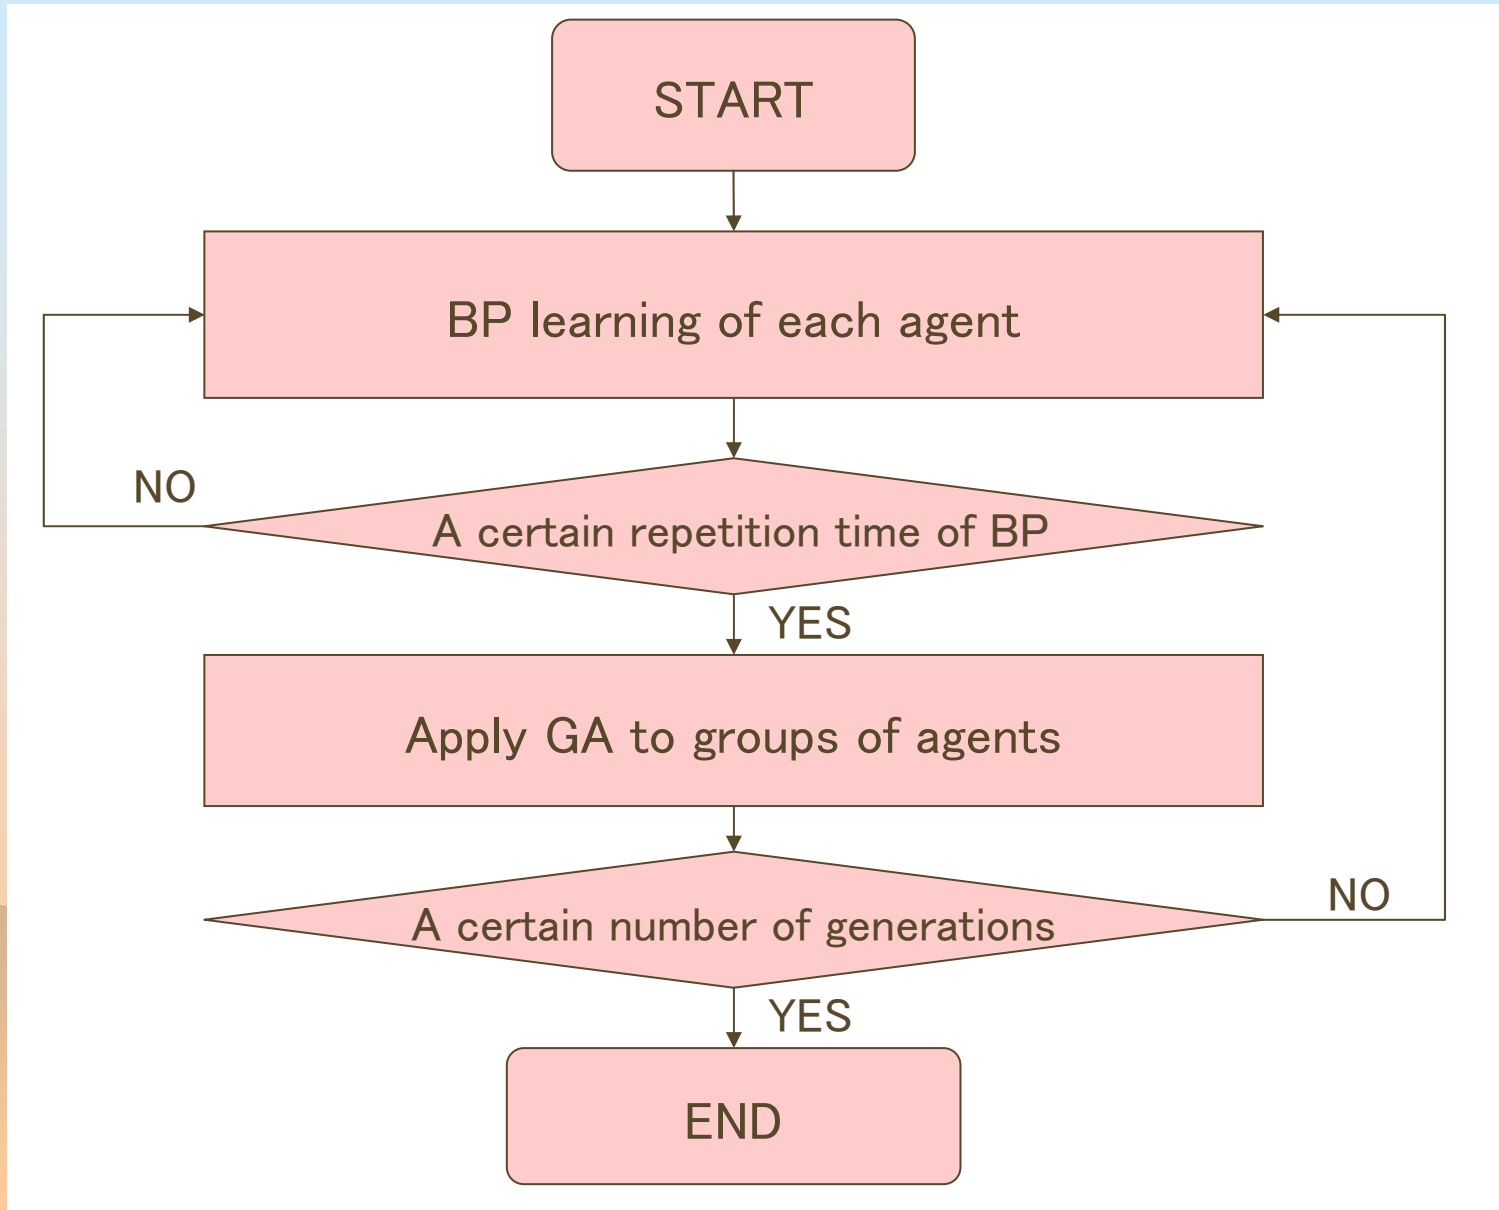 START
BP learning of each agent
NO
A certain repetition time of BP
YES
Apply GA to groups of agents
NO
A certain number of generations
YES
END